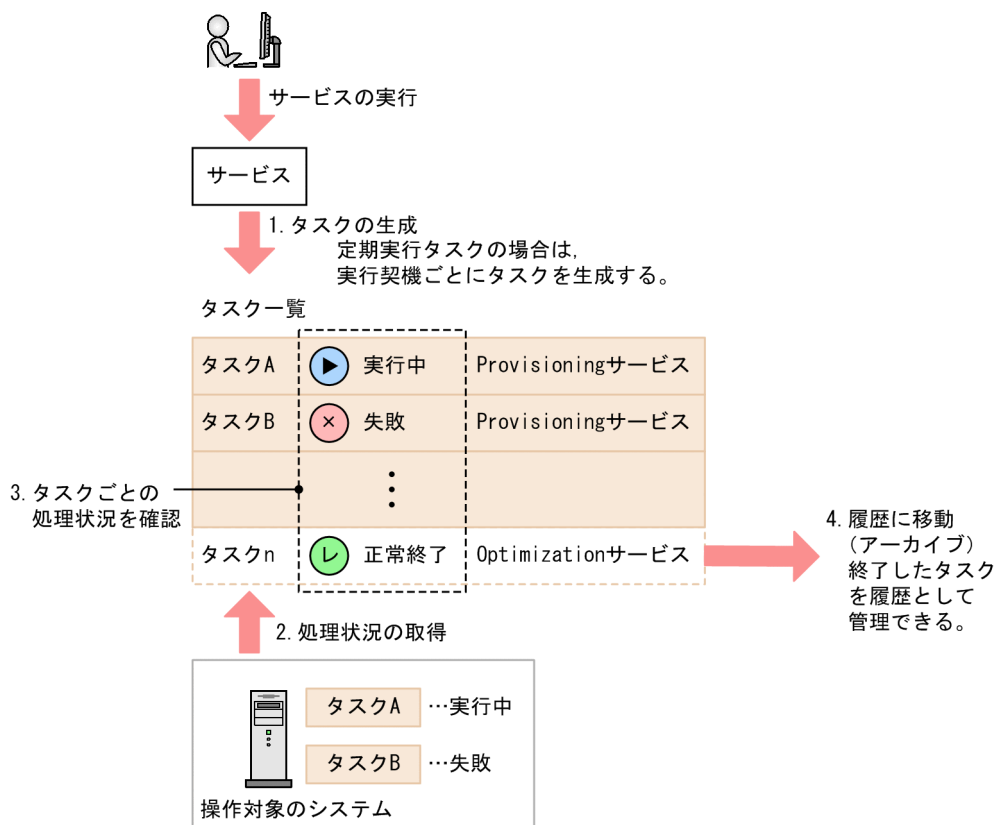 サービスの実行
サービス
1. タスクの生成
定期実行タスクの場合は,
実行契機ごとにタスクを生成する。
タスク一覧
タスクA 実行中 Provisioningサービス
タスクB × 失敗 Provisioningサービス
⋮
3. タスクごとの
処理状況を確認
タスクn レ 正常終了 Optimizationサービス
4. 履歴に移動
(アーカイブ)
終了したタスク
を履歴として
管理できる。
2. 処理状況の取得
タスクA …実行中
タスクB …失敗
操作対象のシステム